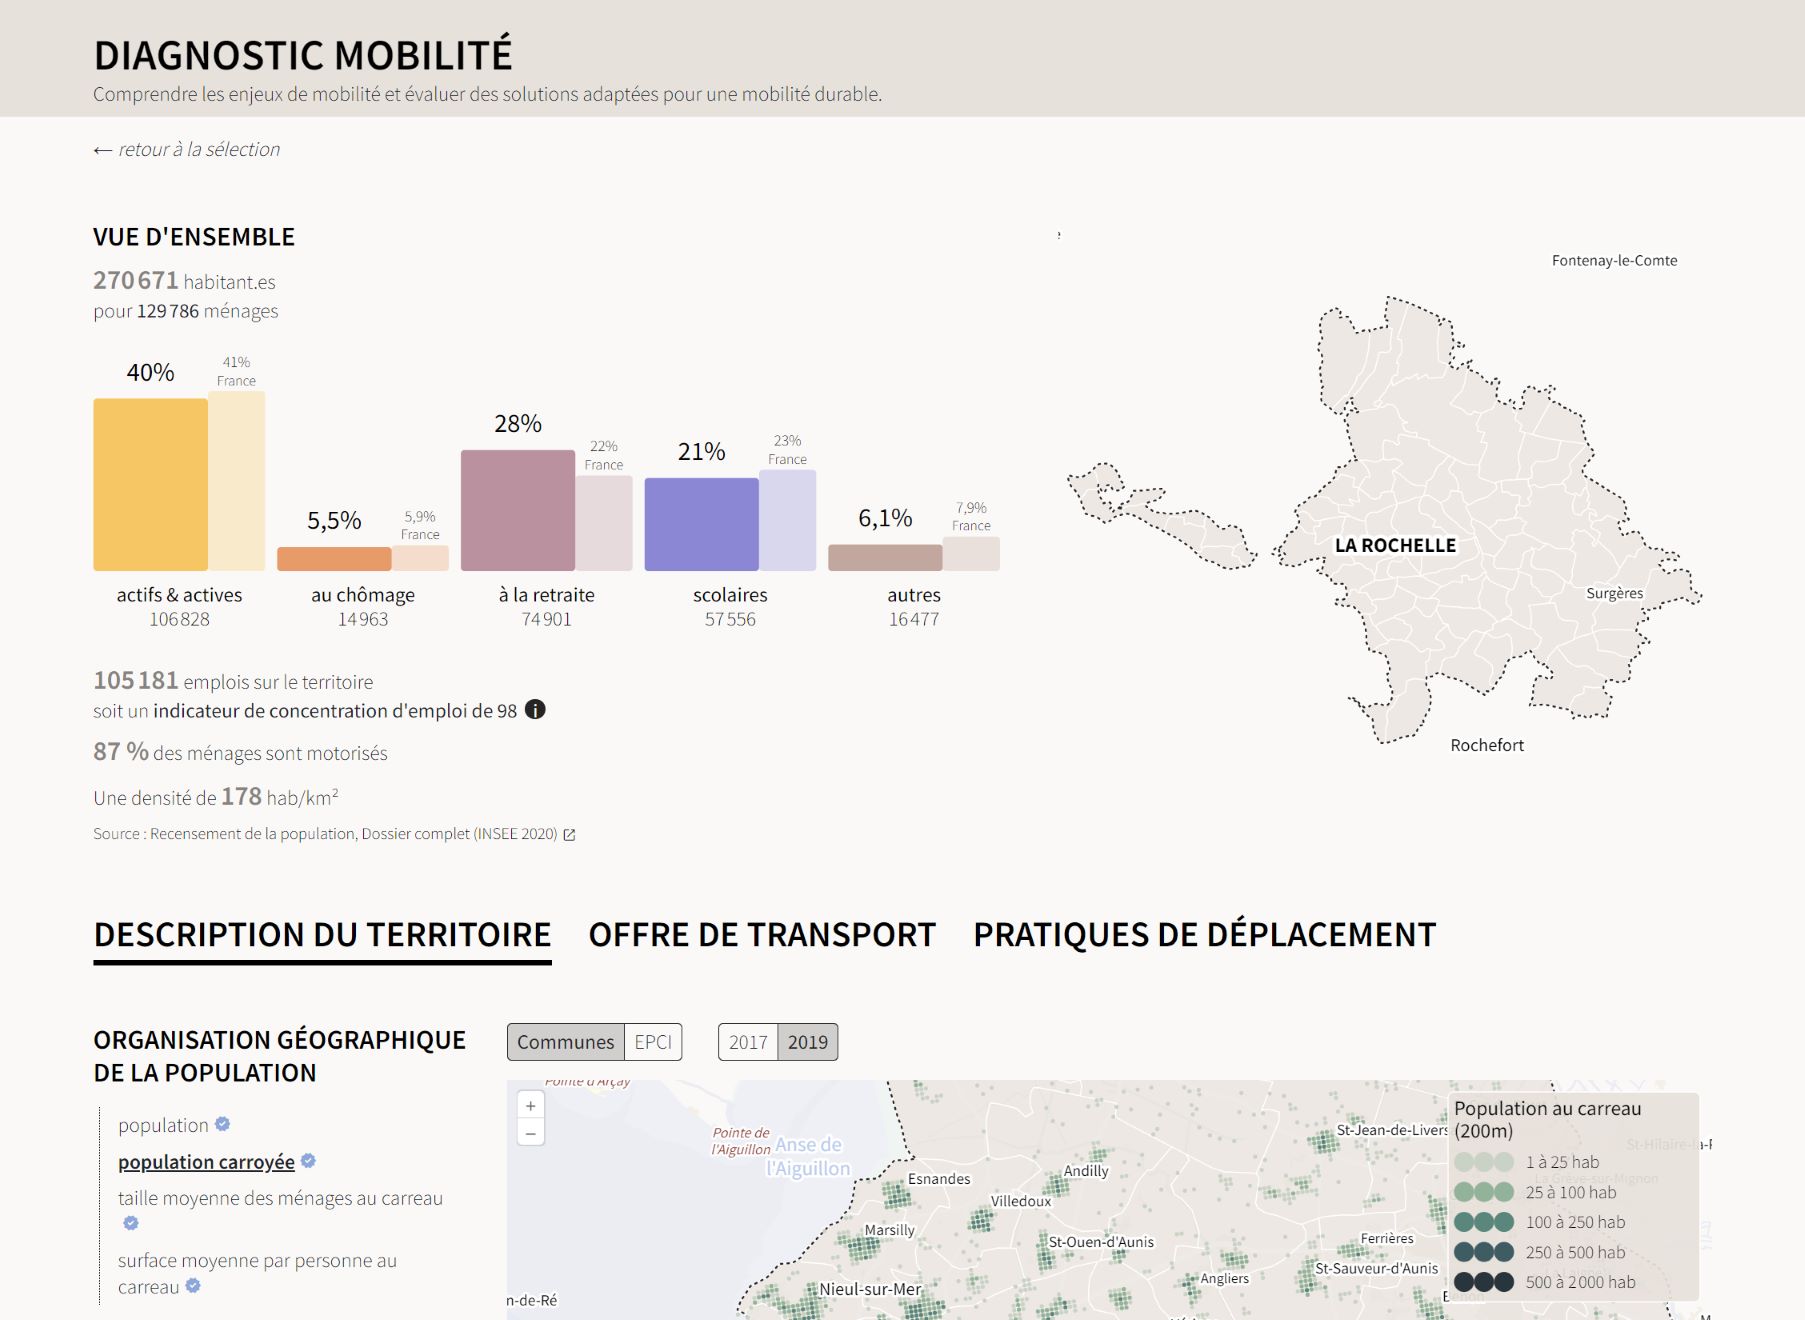 DIAGNOSTIC MOBILITÉ
Comprendre les enjeux de mobilité et évaluer des solutions adaptées pour une mobilité durable.
← retour à la sélection
VUE D'ENSEMBLE
270 671 habitant.es
pour 129 786 ménages
40%
41%
France
5,5%
5,9%
France
28%
22%
France
21%
23%
France
6,1%
7,9%
France
actifs & actives
106 828
au chômage
14 963
à la retraite
74 901
scolaires
57 556
autres
16 477
Fontenay-le-Comte
LA ROCHELLE
Surgères
Rochefort
105 181 emplois sur le territoire
soit un indicateur de concentration d'emploi de 98 i
87 % des ménages sont motorisés
Une densité de 178 hab/km²
Source : Recensement de la population, Dossier complet (INSEE 2020)
DESCRIPTION DU TERRITOIRE OFFRE DE TRANSPORT PRATIQUES DE DÉPLACEMENT
ORGANISATION GÉOGRAPHIQUE
DE LA POPULATION
population
population carroyée
taille moyenne des ménages au carreau
surface moyenne par personne au
carreau
Communes EPCI 2017 2019
+
−
Pointe d'Arçay
Pointe de
l'Aiguillon
Anse de
l'Aiguillon
Esnandes
Andilly
Villedoux
Marsilly
St-Ouen-d'Aunis
Nieul-sur-Mer
n-de-Ré
St-Jean-de-Livers
Ferrières
St-Sauveur-d'Aunis
Angliers
St-Hilaire-la-P
La Grève-sur-Mignon
Population au carreau
(200m)
1 à 25 hab
25 à 100 hab
100 à 250 hab
250 à 500 hab
500 à 2 000 hab